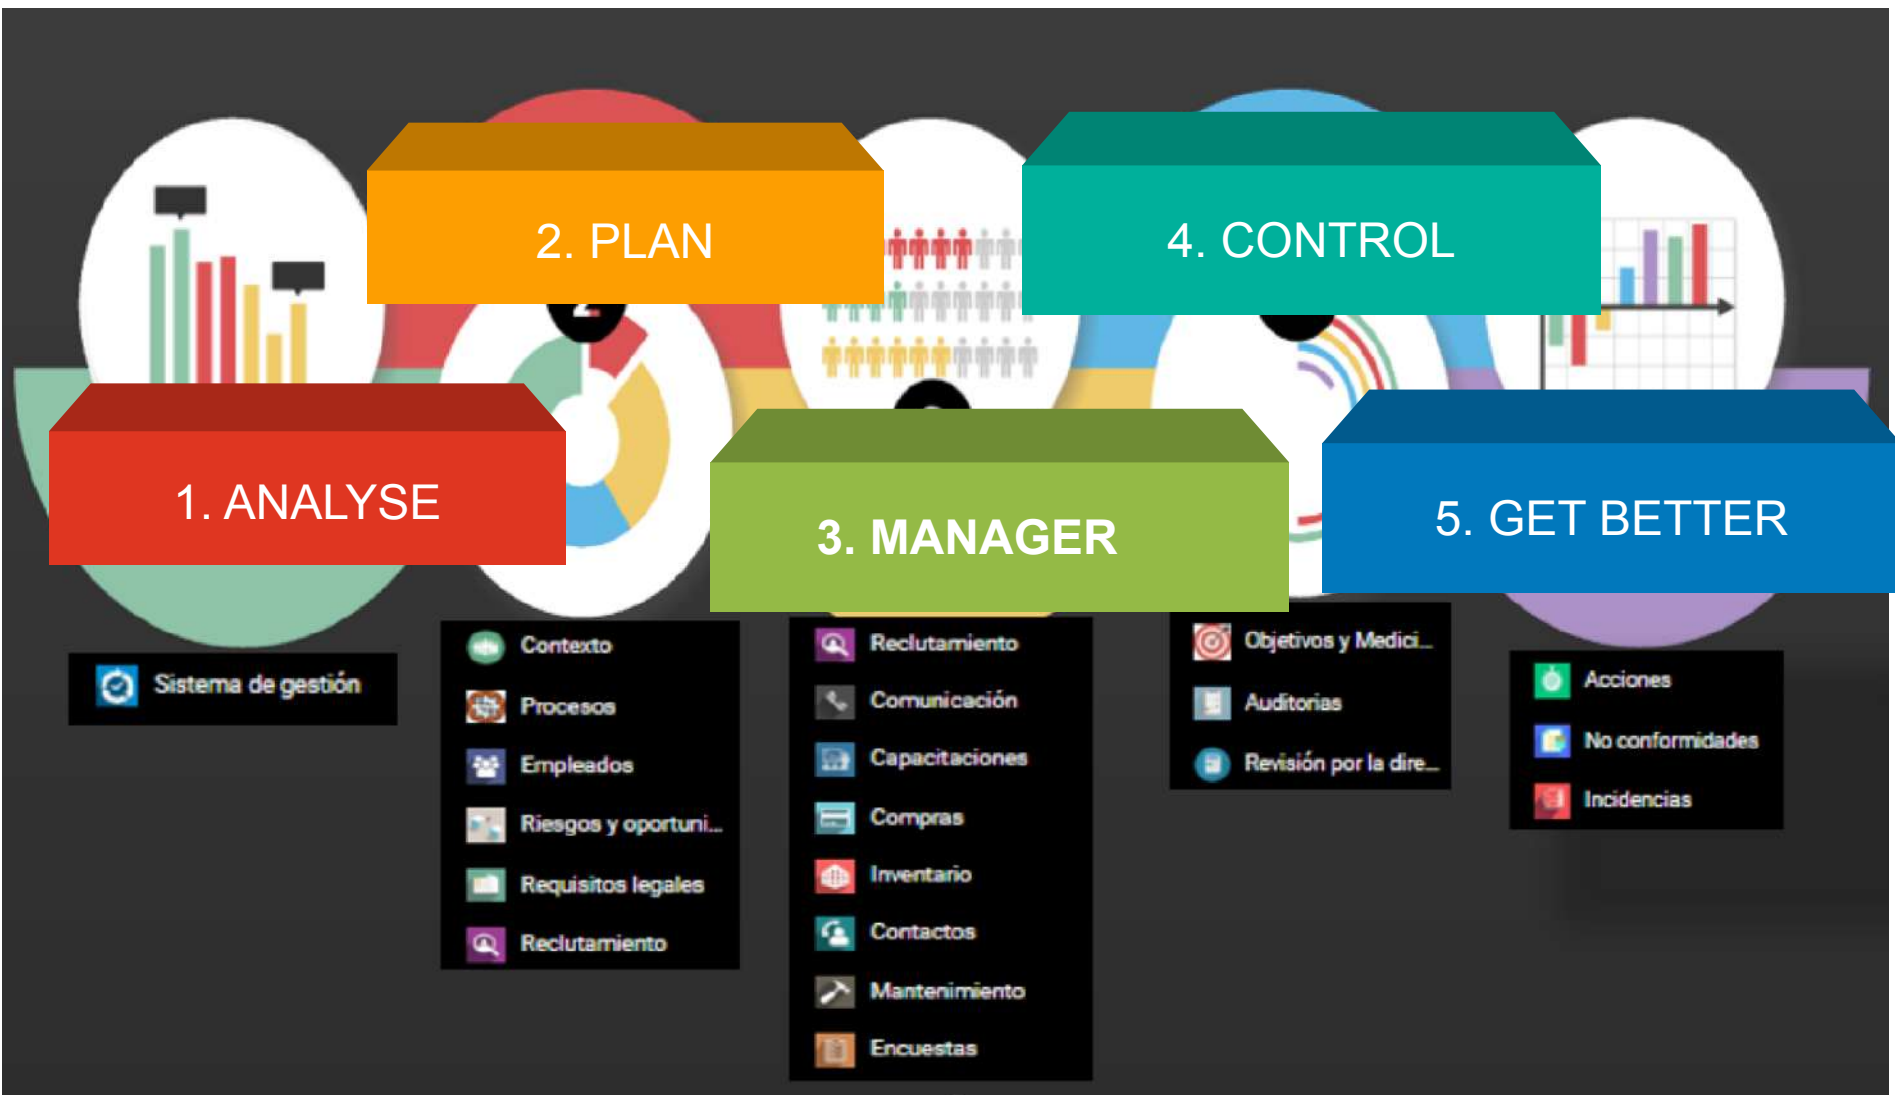 1. ANALYSE
2. PLAN
3. MANAGER
4. CONTROL
5. GET BETTER
Sistema de gestión
Contexto
Procesos
Empleados
Riesgos y oportuni...
Requisitos legales
Reclutamiento
Reclutamiento
Comunicación
Capacitaciones
Compras
Inventario
Contactos
Mantenimiento
Encuestas
Objetivos y Medici...
Auditorias
Revisión por la dire...
Acciones
No conformidades
Incidencias